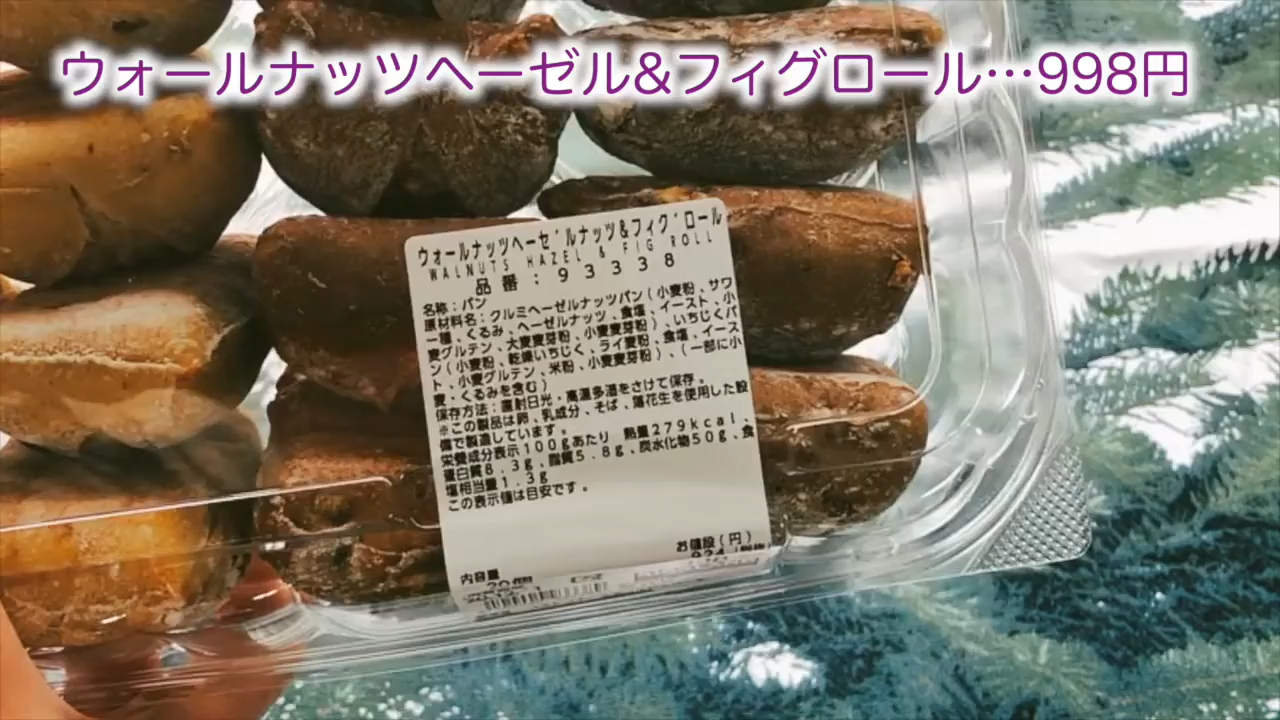 ウォールナッツヘーゼル&フィグロール…998円
ウォールナッツヘーゼルナッツ&フィグロール
WALNUTS HAZEL & FIG ROLL
品番:93338
名称:パン
原材料名:クルミヘーゼルナッツパン(小麦粉、サワ
ー種、くるみ、ヘーゼルナッツ、食塩、イースト、小
麦グルテン、大麦麦芽粉、小麦麦芽粉)、いちじくパ
ン(小麦粉、乾燥いちじく、ライ麦粉、食塩、イース
ト、小麦グルテン、米粉、小麦麦芽粉)、(一部に小
麦・くるみを含む)
保存方法:直射日光・高温多湿をさけて保存。
※この製品は卵、乳成分、そば、落花生を使用した設
備で製造しています。
栄養成分表示100gあたり 熱量279kcal、
蛋白質8.3g、脂質5.8g、炭水化物50g、食
塩相当量1.3g
この表示値は目安です。
お値段(円)
924
内容量
20個